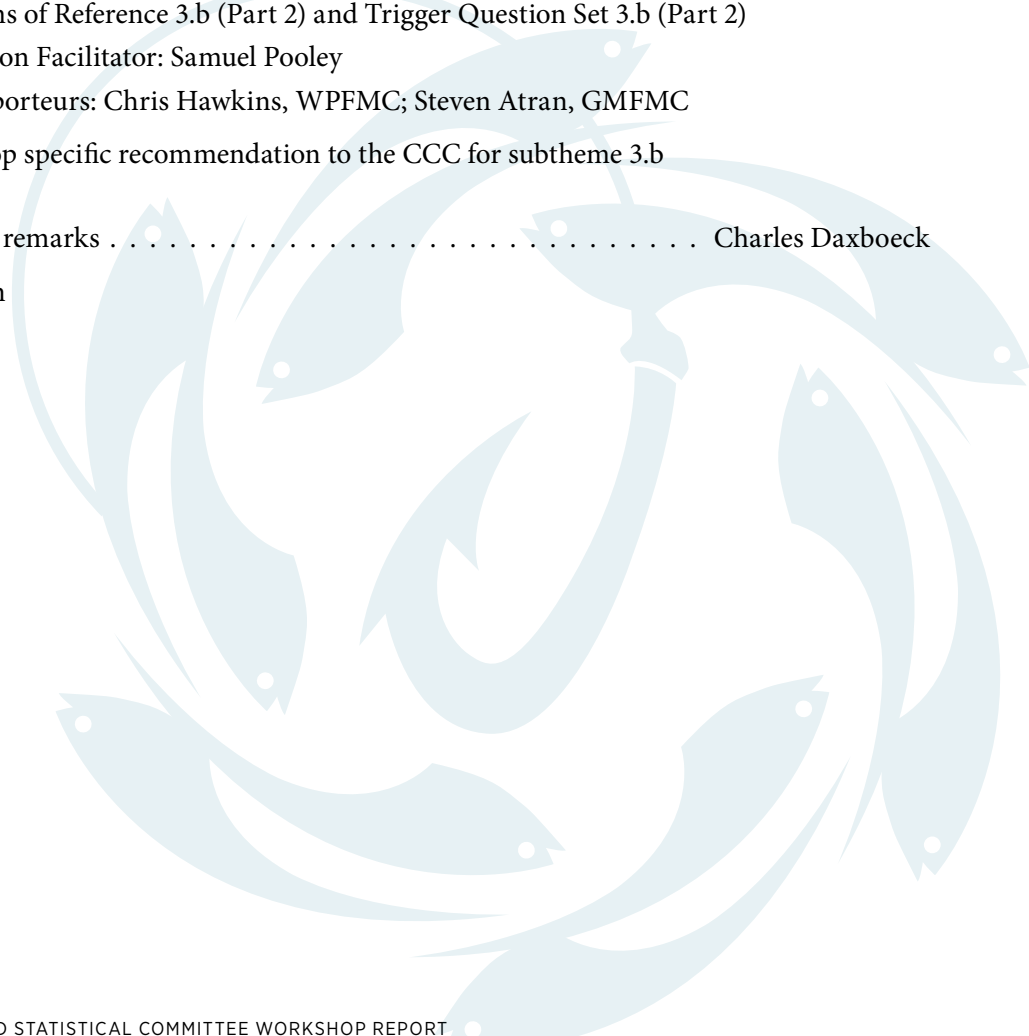 ns of Reference 3.b (Part 2) and Trigger Question Set 3.b (Part 2)
on Facilitator: Samuel Pooley
porteurs: Chris Hawkins, WPFMC; Steven Atran, GMFMC
op specific recommendation to the CCC for subtheme 3.b
remarks . . . . . . . . . . . . . . . . . . . . . . . . . . . . . . Charles Daxboeck
n
D STATISTICAL COMMITTEE WORKSHOP REPORT